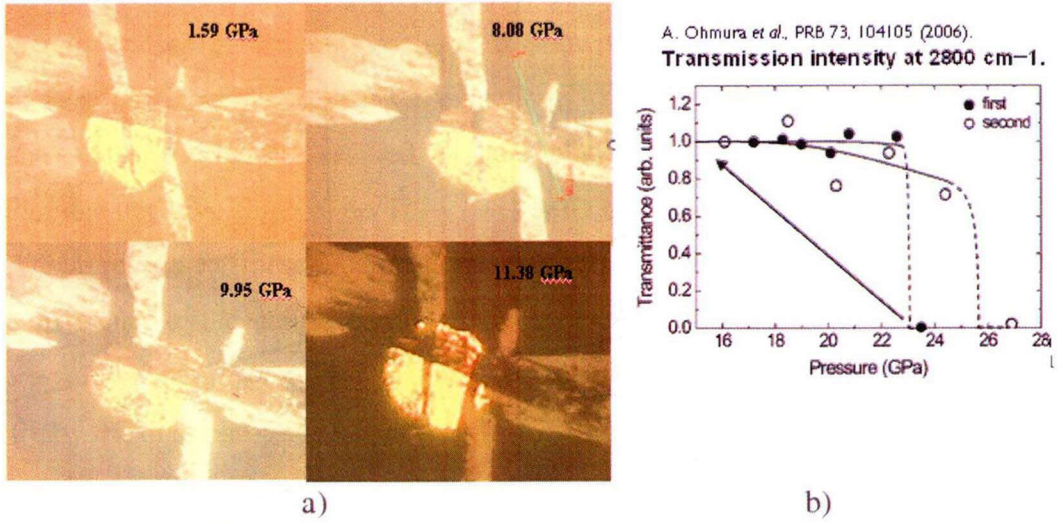 1.59 GPa
8.08 GPa
9.95 GPa
11.38 GPa
a)
A. Ohmura et al., PRB 73, 104105 (2006).
Transmission intensity at 2800 cm−1.
Transmittance (arb. units)
1.2
1.0
0.8
0.6
0.4
0.2
0.0
first
second
16 18 20 22 24 26 28
Pressure (GPa)
b)